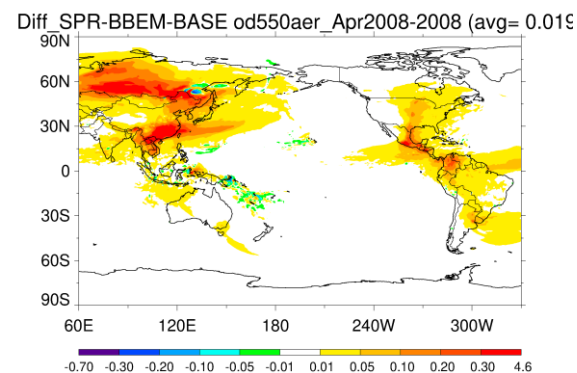 Diff_SPR-BBEM-BASE od550aer_Apr2008-2008 (avg= 0.019
90N
60N
30N
0
30S
60S
90S
60E 120E 180 240W 300W
-0.70 -0.30 -0.20 -0.10 -0.05 -0.01 0.01 0.05 0.10 0.20 0.30 4.6